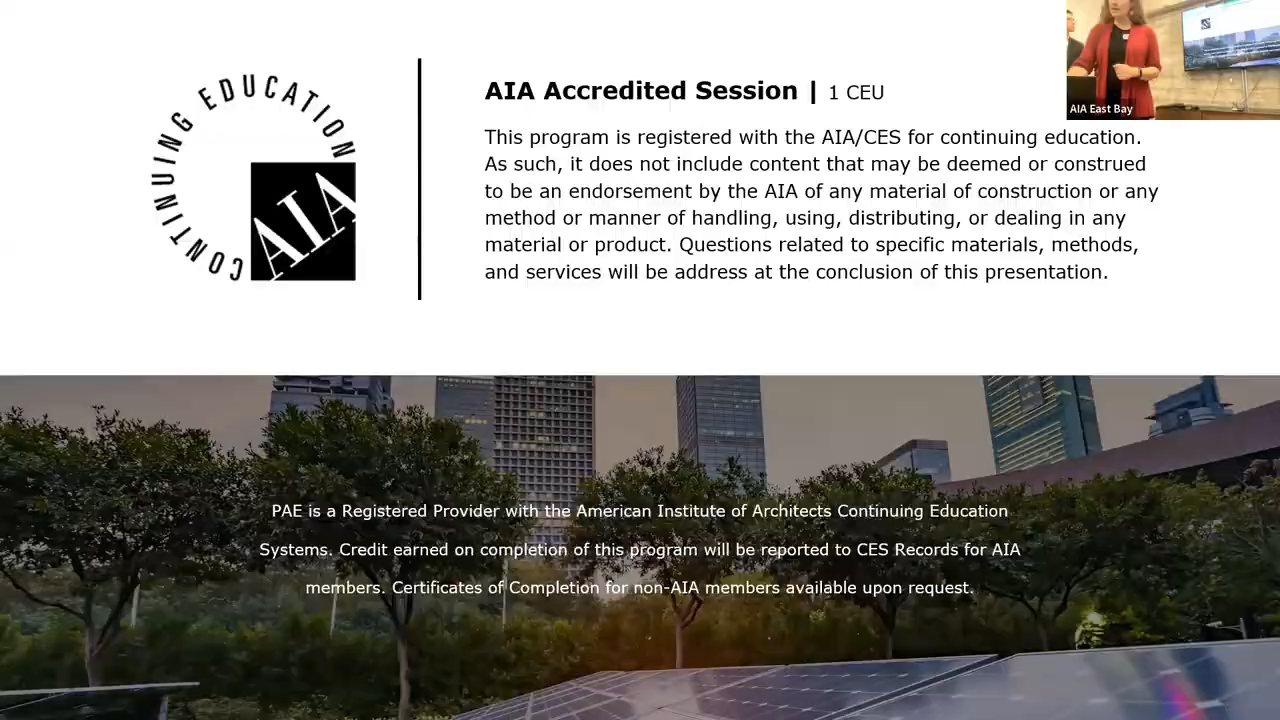 CONTINUING EDUCATION
AIA
AIA Accredited Session | 1 CEU
This program is registered with the AIA/CES for continuing education.
As such, it does not include content that may be deemed or construed
to be an endorsement by the AIA of any material of construction or any
method or manner of handling, using, distributing, or dealing in any
material or product. Questions related to specific materials, methods,
and services will be address at the conclusion of this presentation.
AIA East Bay
PAE is a Registered Provider with the American Institute of Architects Continuing Education
Systems. Credit earned on completion of this program will be reported to CES Records for AIA
members. Certificates of Completion for non-AIA members available upon request.